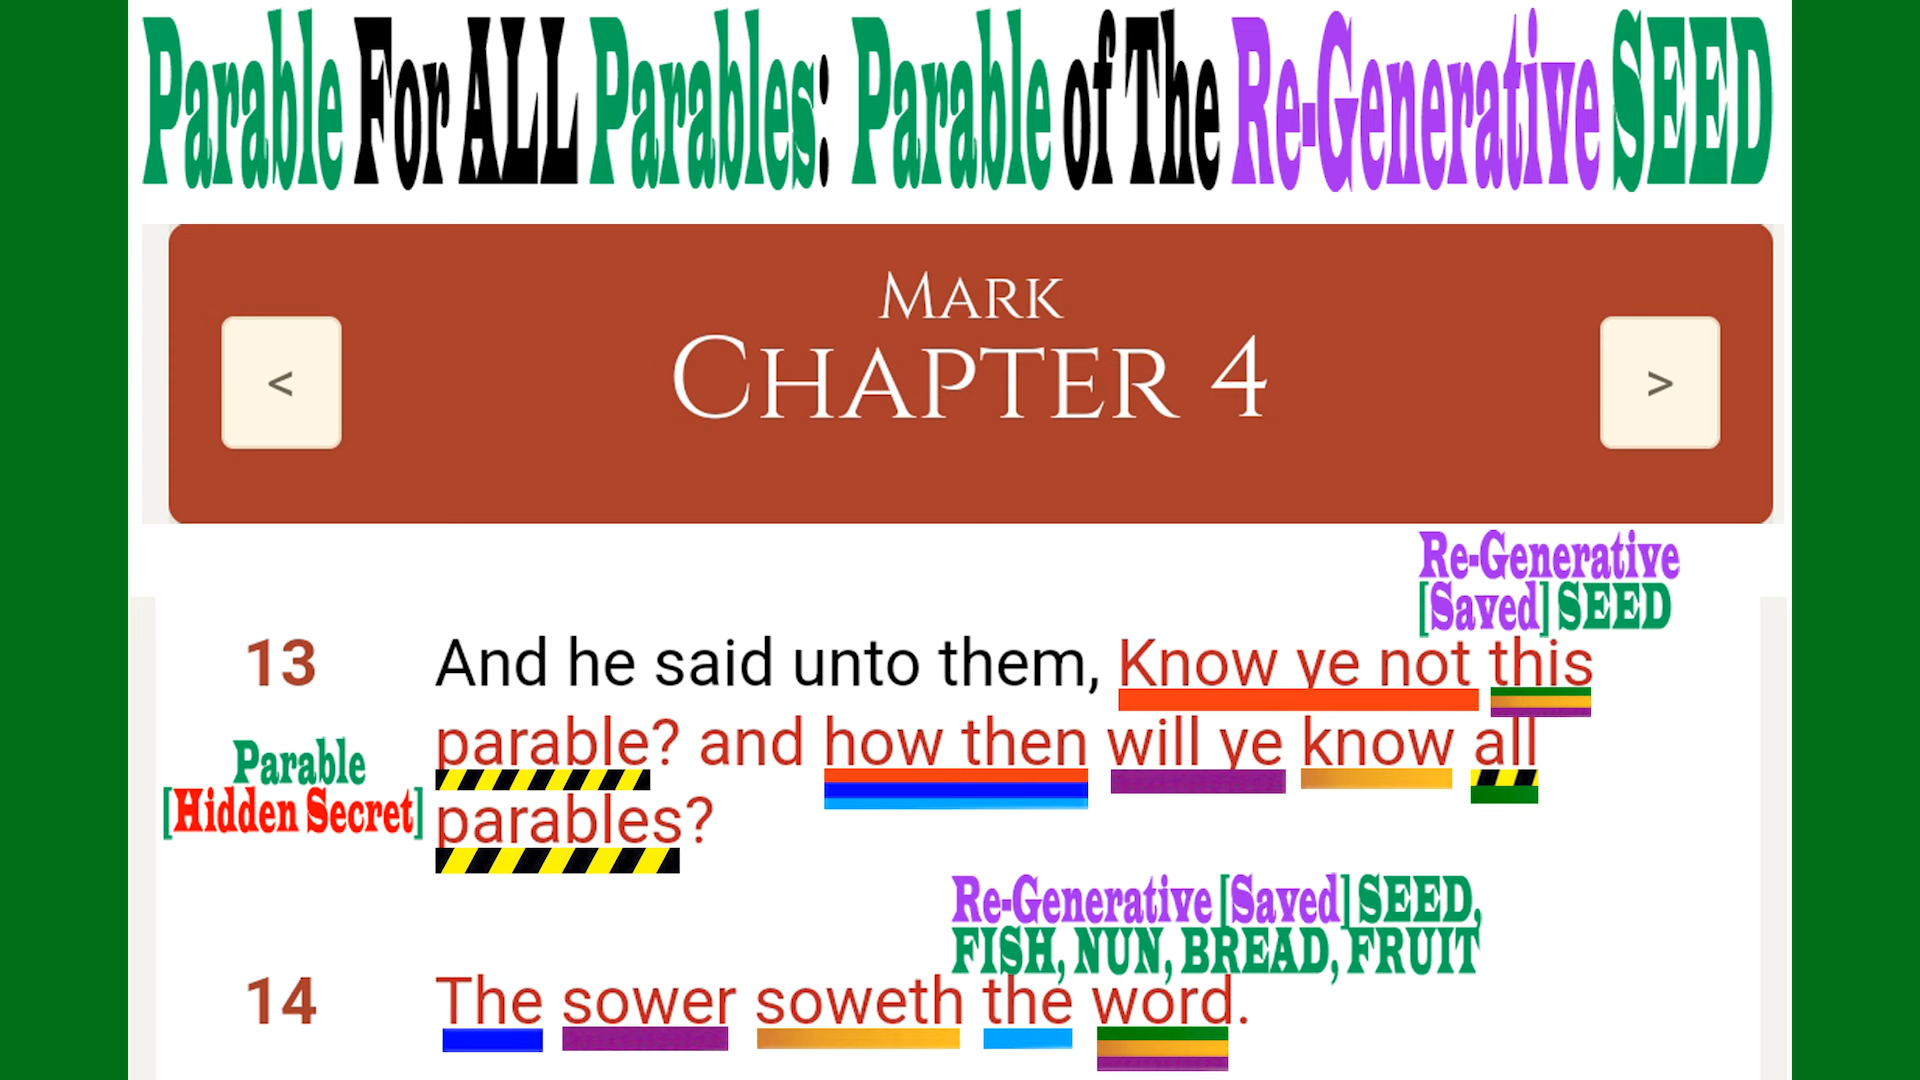 Parable For ALL Parables: Parable of The Re-Generative SEED
MARK
CHAPTER 4
<
>
Re-Generative
[Saved] SEED
13 And he said unto them, Know ye not this
parable? and how then will ye know all
Parable
[Hidden Secret]
parables?
Re-Generative [Saved] SEED,
FISH, NUN, BREAD, FRUIT
14 The sower soweth the word.